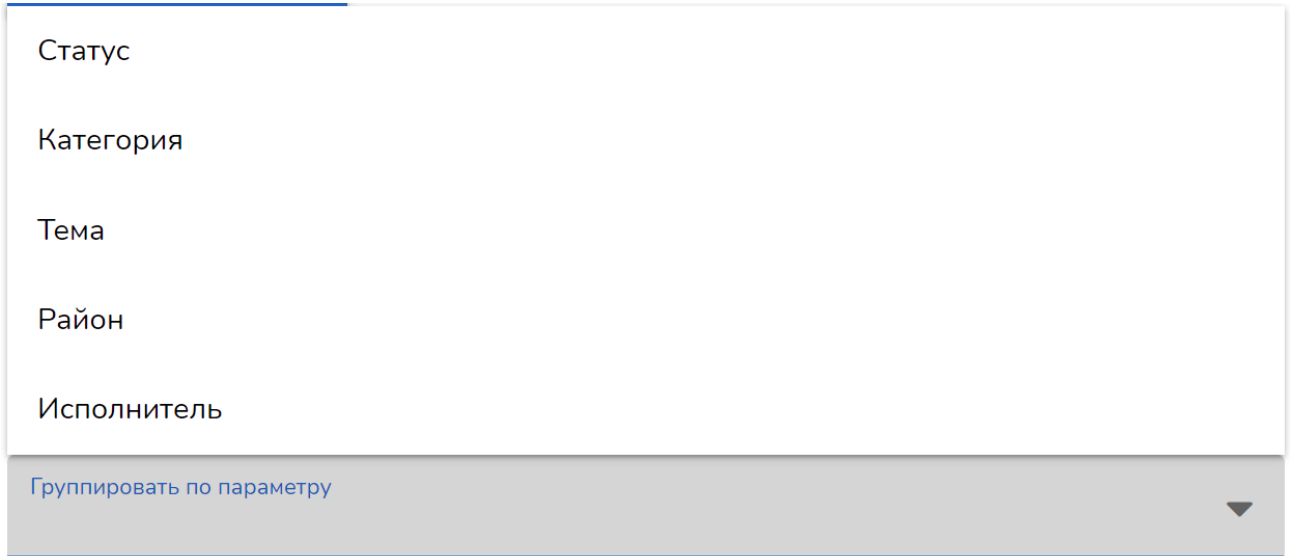 Статус
Категория
Тема
Район
Исполнитель
Группировать по параметру